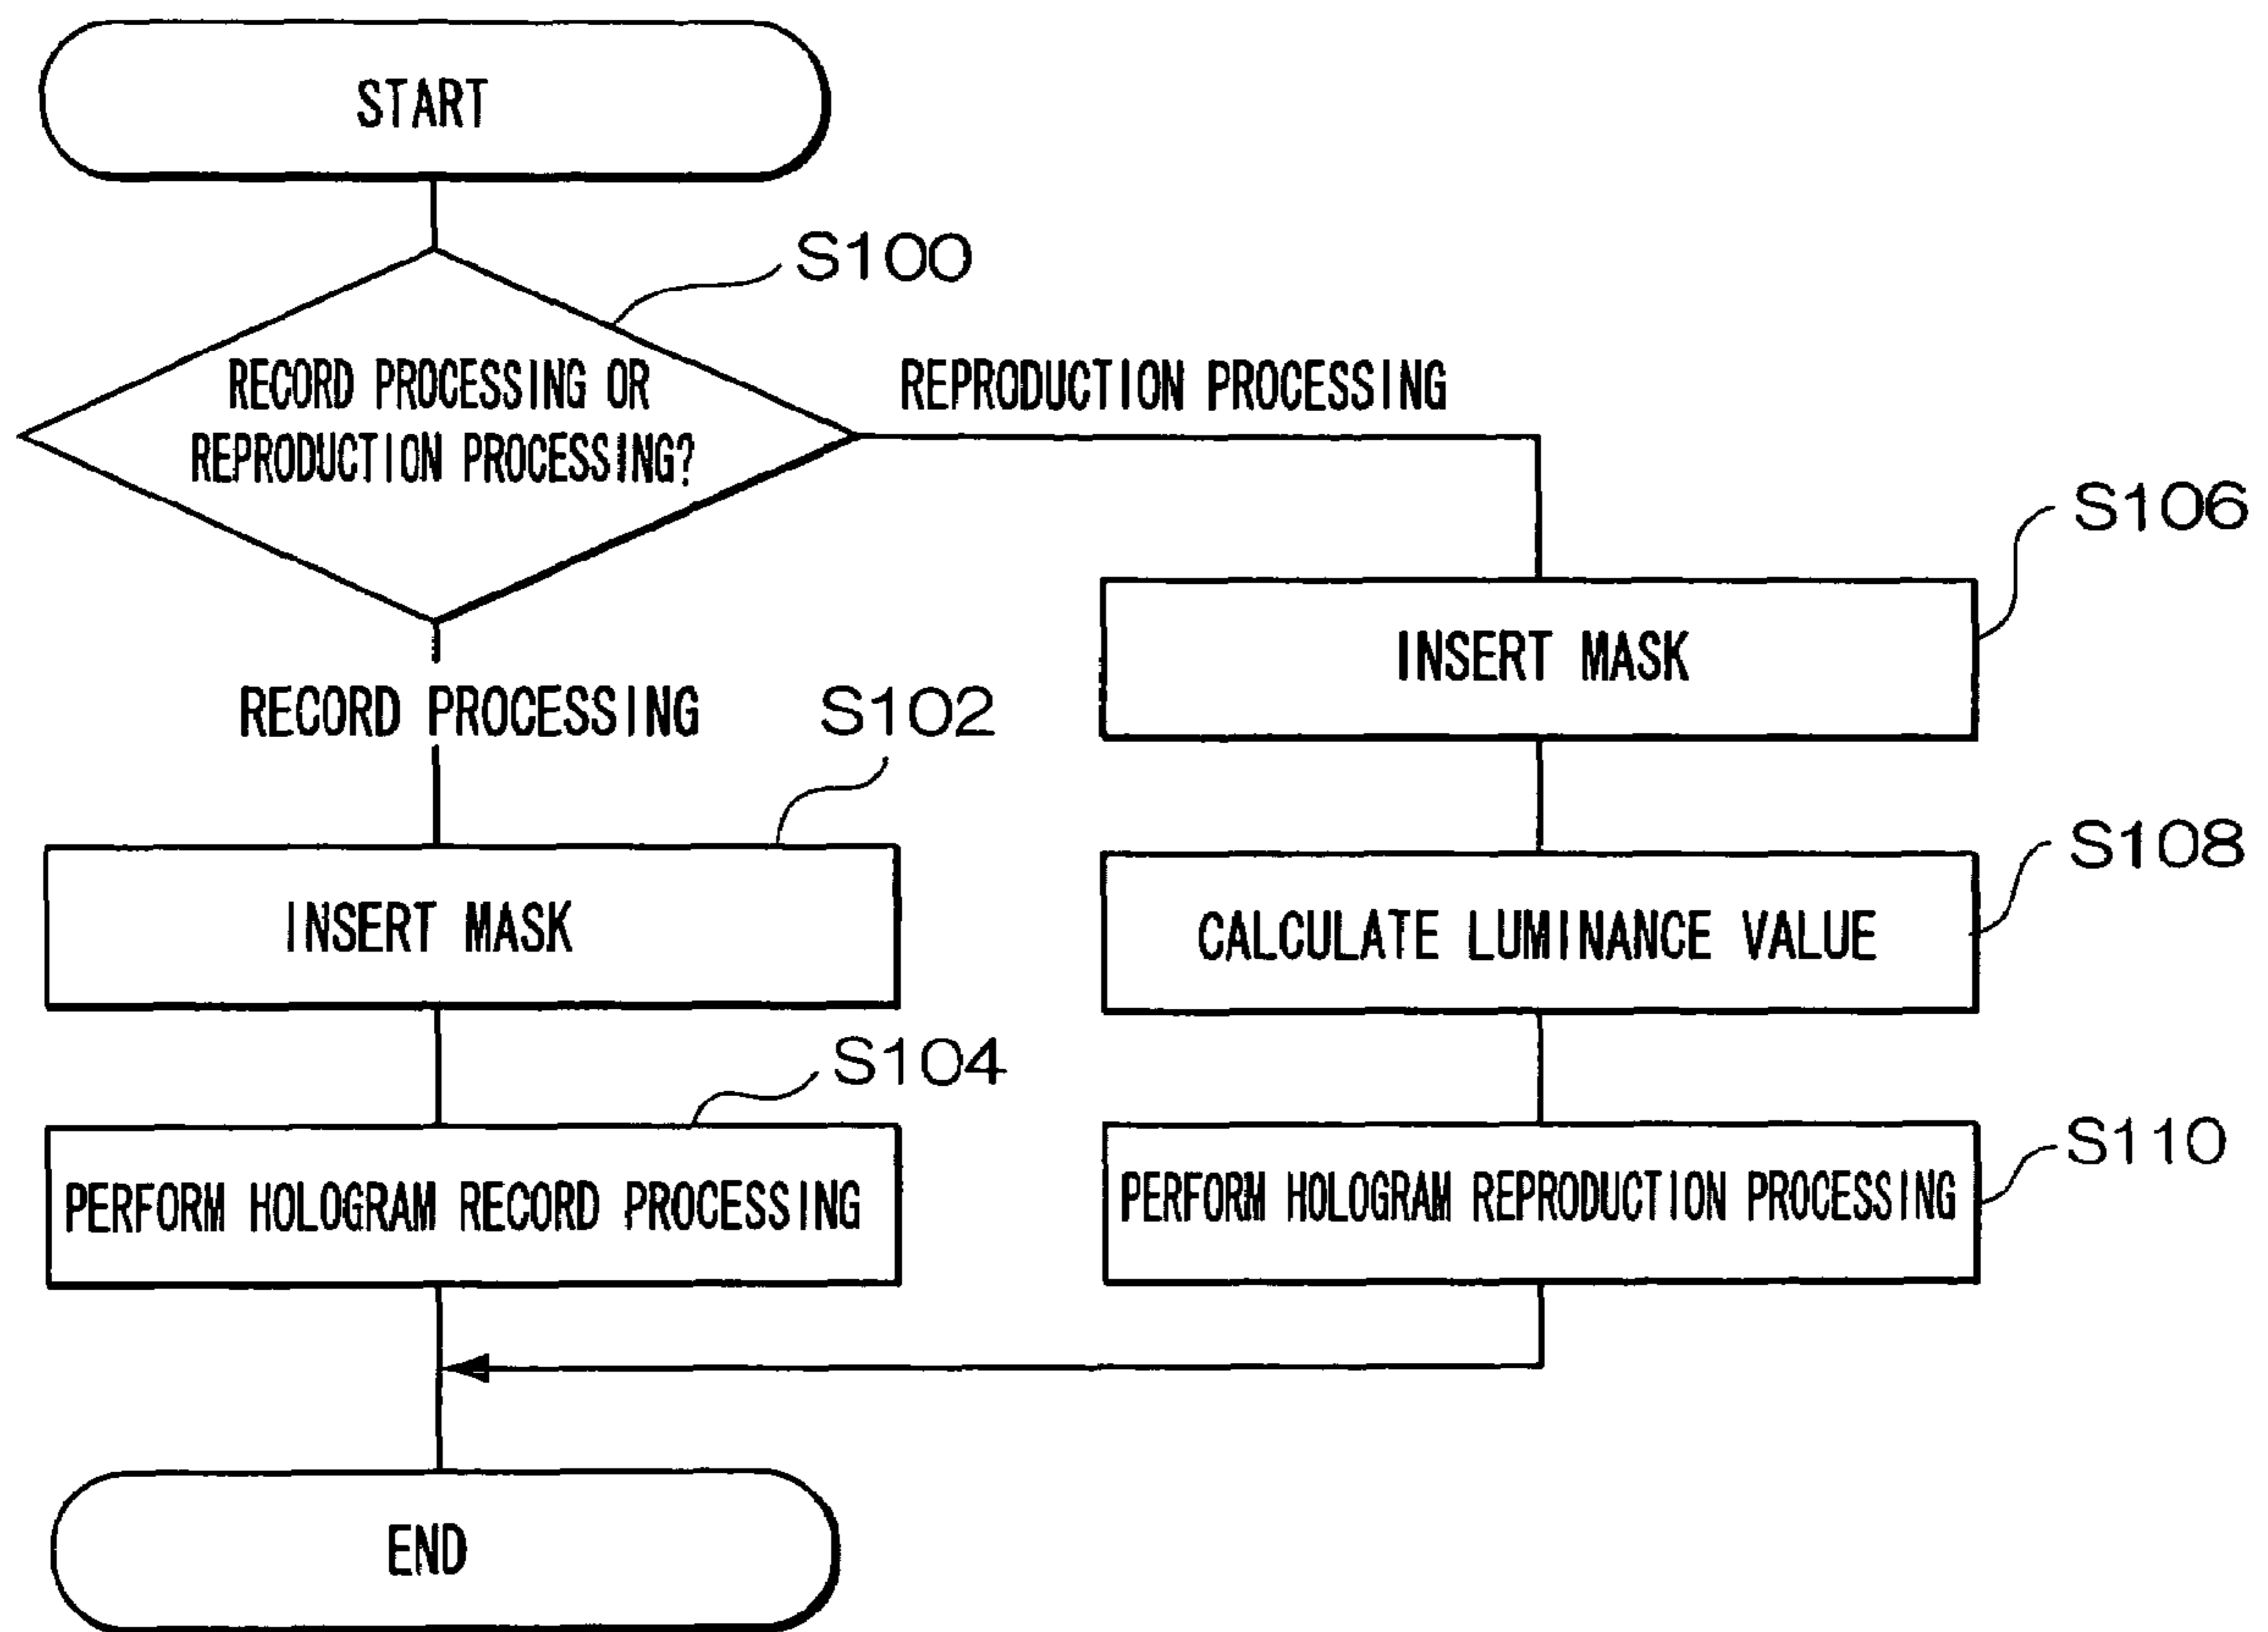 START
S100
RECORD PROCESSING OR
REPRODUCTION PROCESSING?
REPRODUCTION PROCESSING
RECORD PROCESSING
S102
INSERT MASK
S104
PERFORM HOLOGRAM RECORD PROCESSING
S106
INSERT MASK
S108
CALCULATE LUMINANCE VALUE
S110
PERFORM HOLOGRAM REPRODUCTION PROCESSING
END